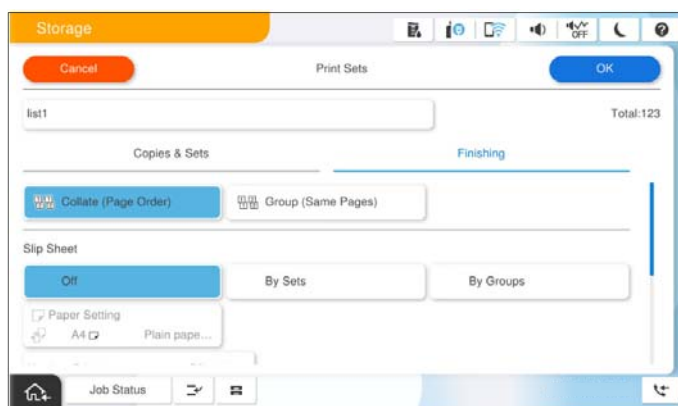 Storage
OFF
Cancel
Print Sets
OK
list1
Total:123
Copies & Sets
Finishing
Collate (Page Order)
Group (Same Pages)
Slip Sheet
Off
By Sets
By Groups
Paper Setting
A4
Plain pape...
Job Status